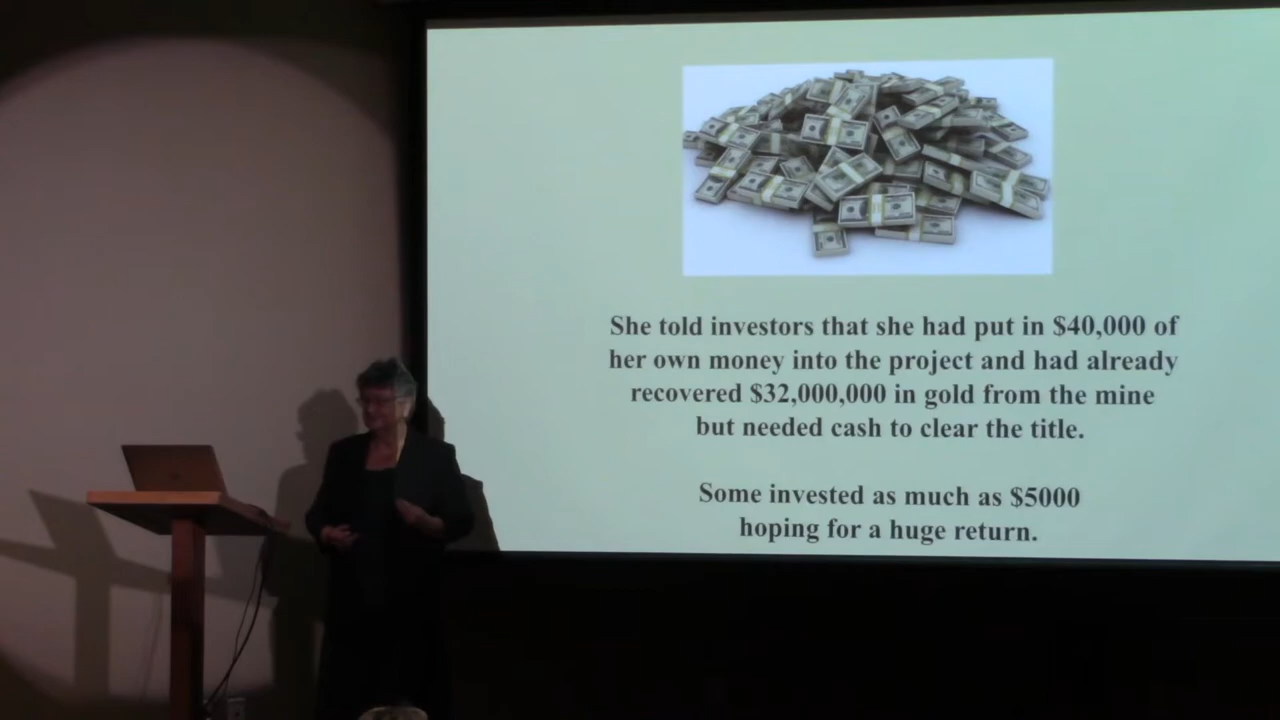 She told investors that she had put in $40,000 of
her own money into the project and had already
recovered $32,000,000 in gold from the mine
but needed cash to clear the title.
Some invested as much as $5000
hoping for a huge return.